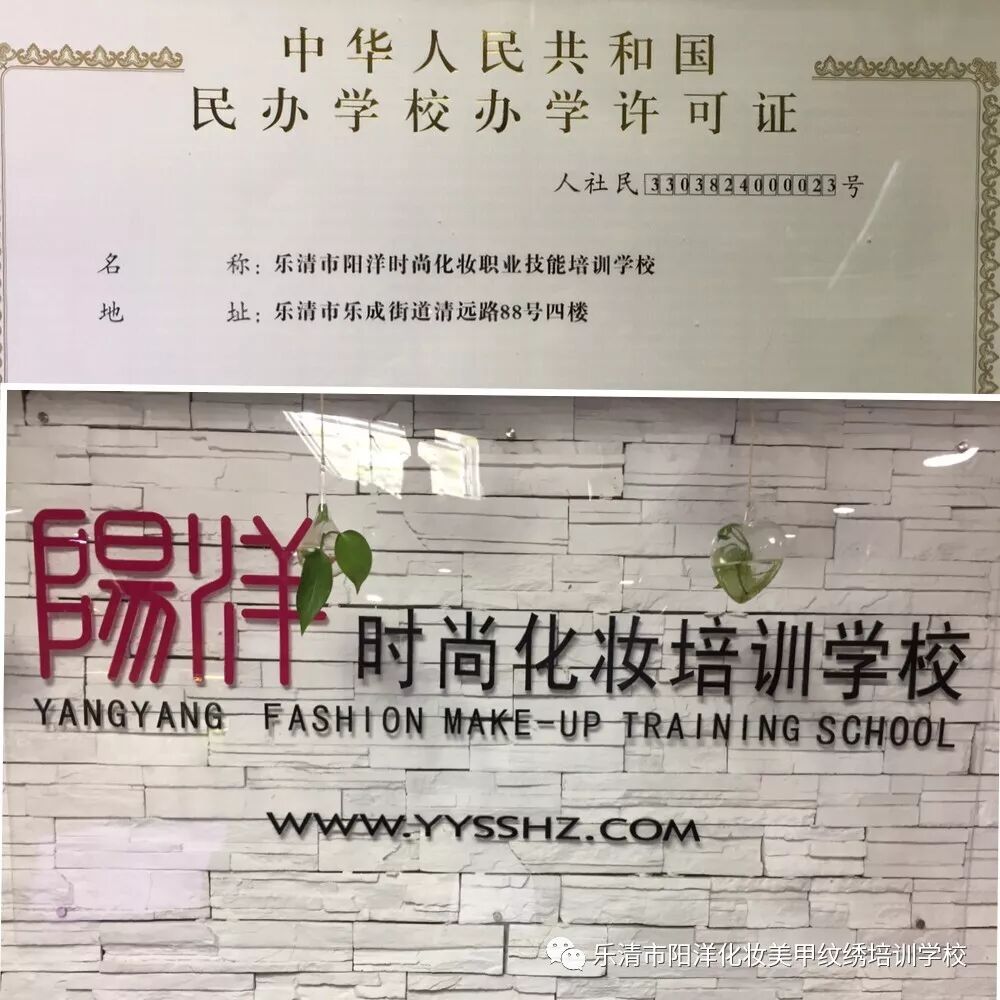 中华人民共和国
民办学校办学许可证
人社民3303824000023号
名 称：乐清市阳洋时尚化妆职业技能培训学校
地 址：乐清市乐成街道清远路88号四楼
陽洋 时尚化妆培训学校
YANGYANG FASHION MAKE-UP TRAINING SCHOOL
WWW.YYSSHZ.COM
乐清市阳洋化妆美甲纹绣培训学校